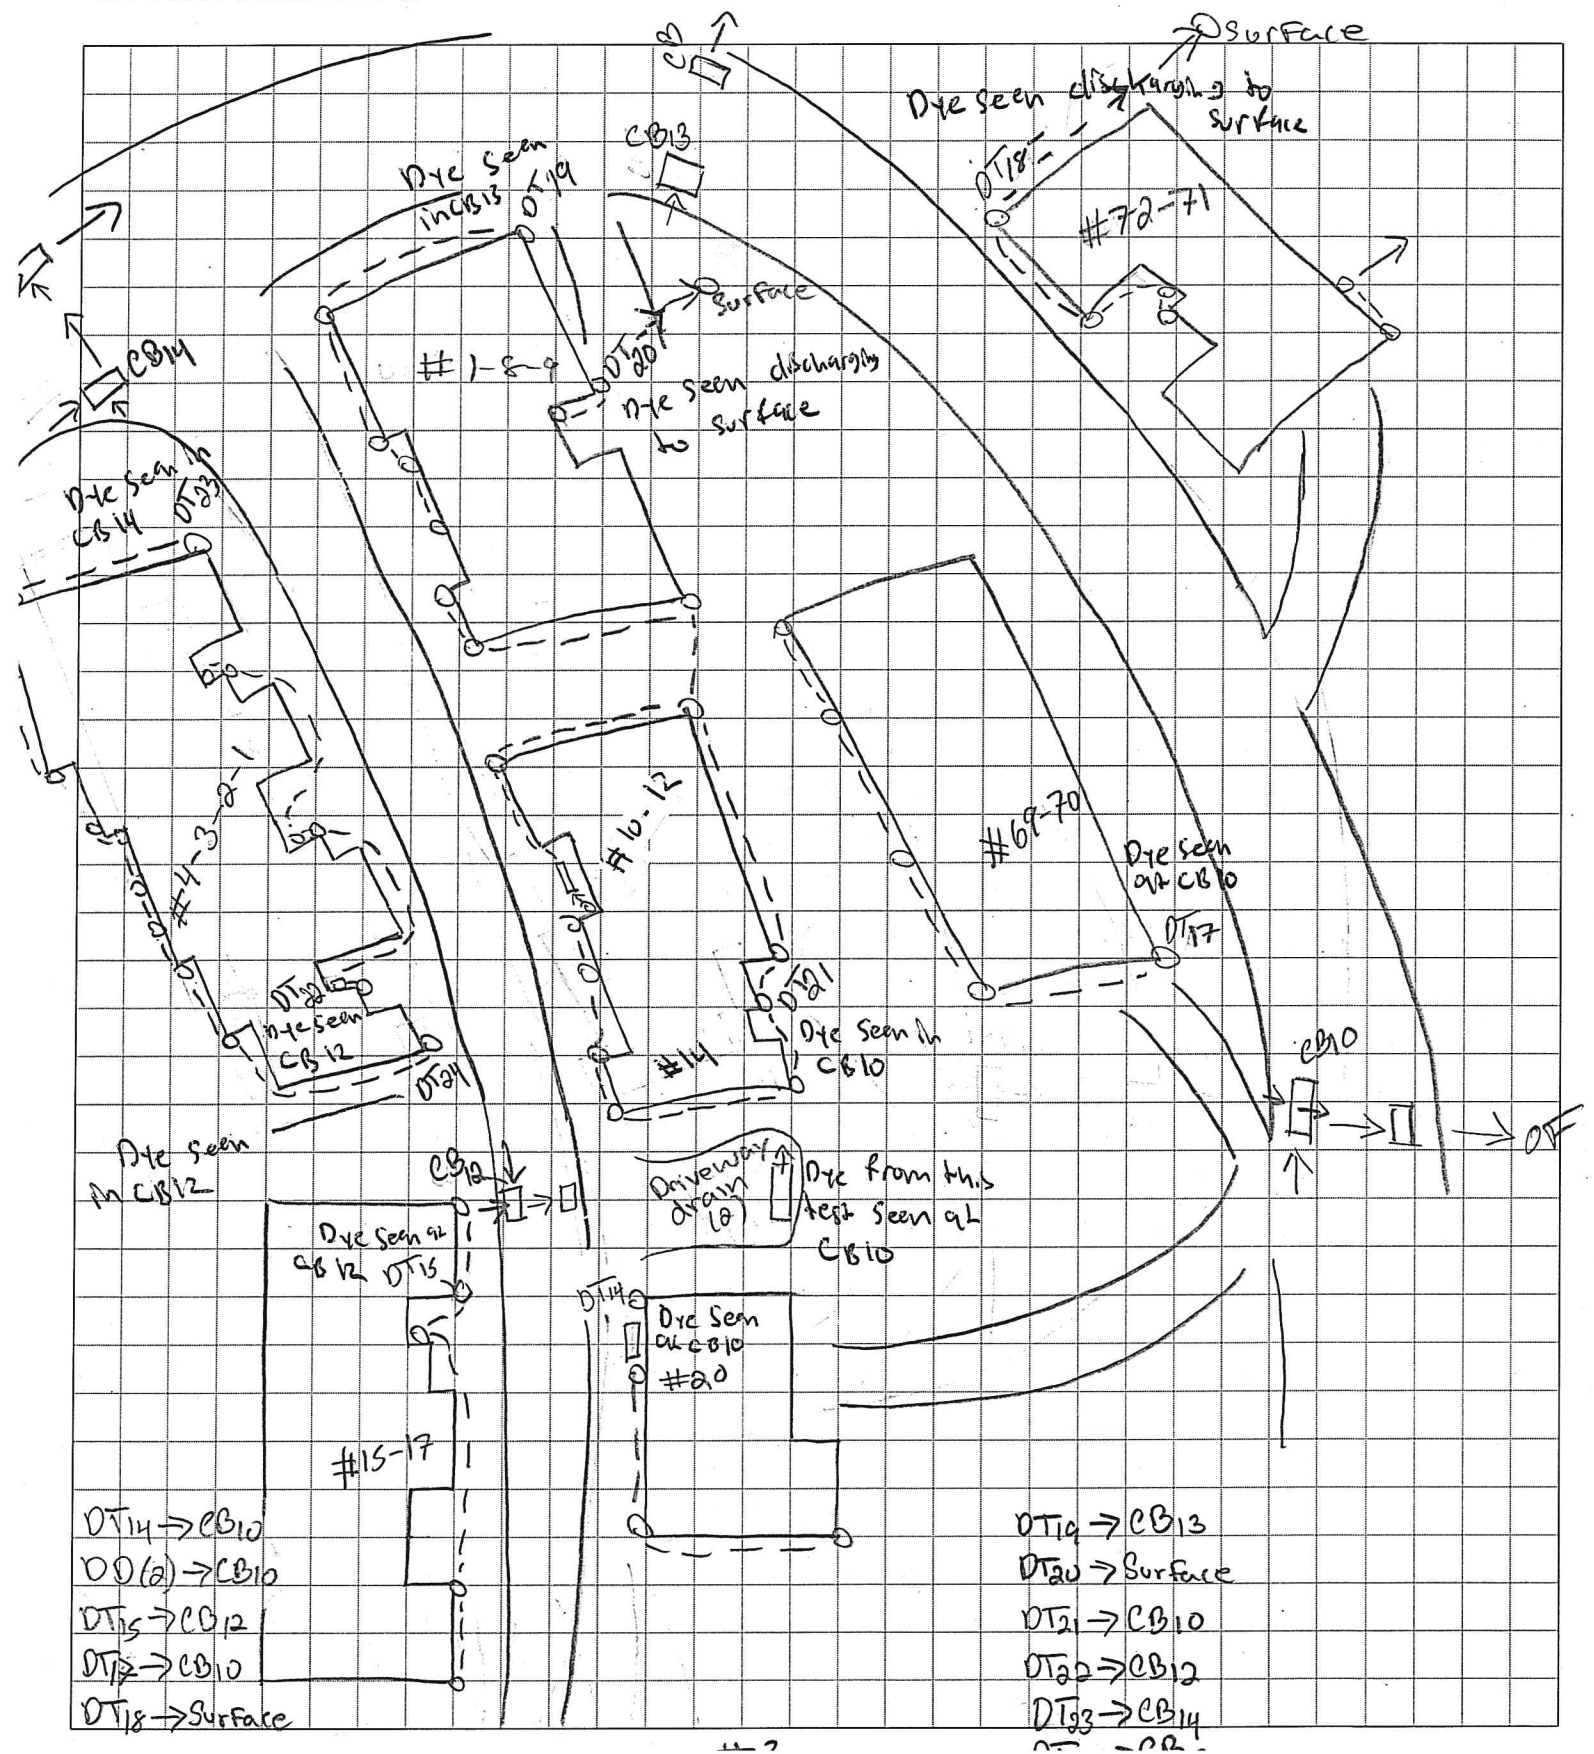 Surface
CB
Dye seen discharging to
surface
CB13
Dye seen
in CB13
DT19
DT18
#72-71
Surface
CB14
#1-8-9
DT20
Dye seen discharging
to surface
Dye seen in
CB14
DT23
#4-3-2-1
#10-12
#69-70
Dye seen
at CB10
DT17
DT22
Dye seen
CB12
DT21
Dye seen in
CB10
#14
DT24
CB10
OF
Dye seen
in CB12
CB12
Driveway
drain
(2)
Dye from this
test seen at
CB10
Dye seen at
CB12 DT15
DT14
Dye seen
at CB10
#20
#15-17
DT14→CB10
DD(2)→CB10
DT15→CB12
DT17→CB10
DT18→Surface
DT19→CB13
DT20→Surface
DT21→CB10
DT22→CB12
DT23→CB14